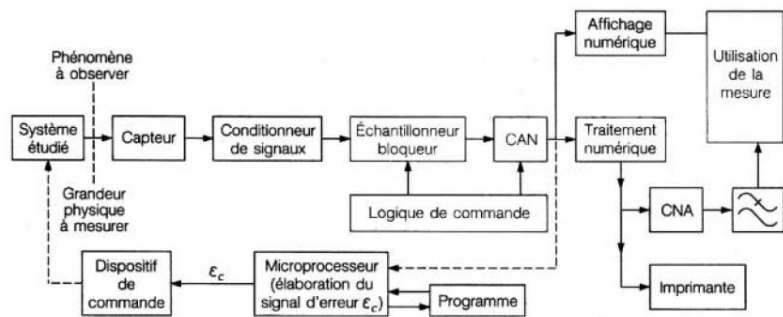 Phénomène
à observer
Affichage
numérique
Utilisation
de la
mesure
Système
étudié
Capteur
Conditionneur
de signaux
Échantillonneur
bloqueur
CAN
Traitement
numérique
Grandeur
physique
à mesurer
Logique de commande
CNA
Dispositif
de
commande
εc
Microprocesseur
(élaboration du
signal d'erreur εc)
Programme
Imprimante